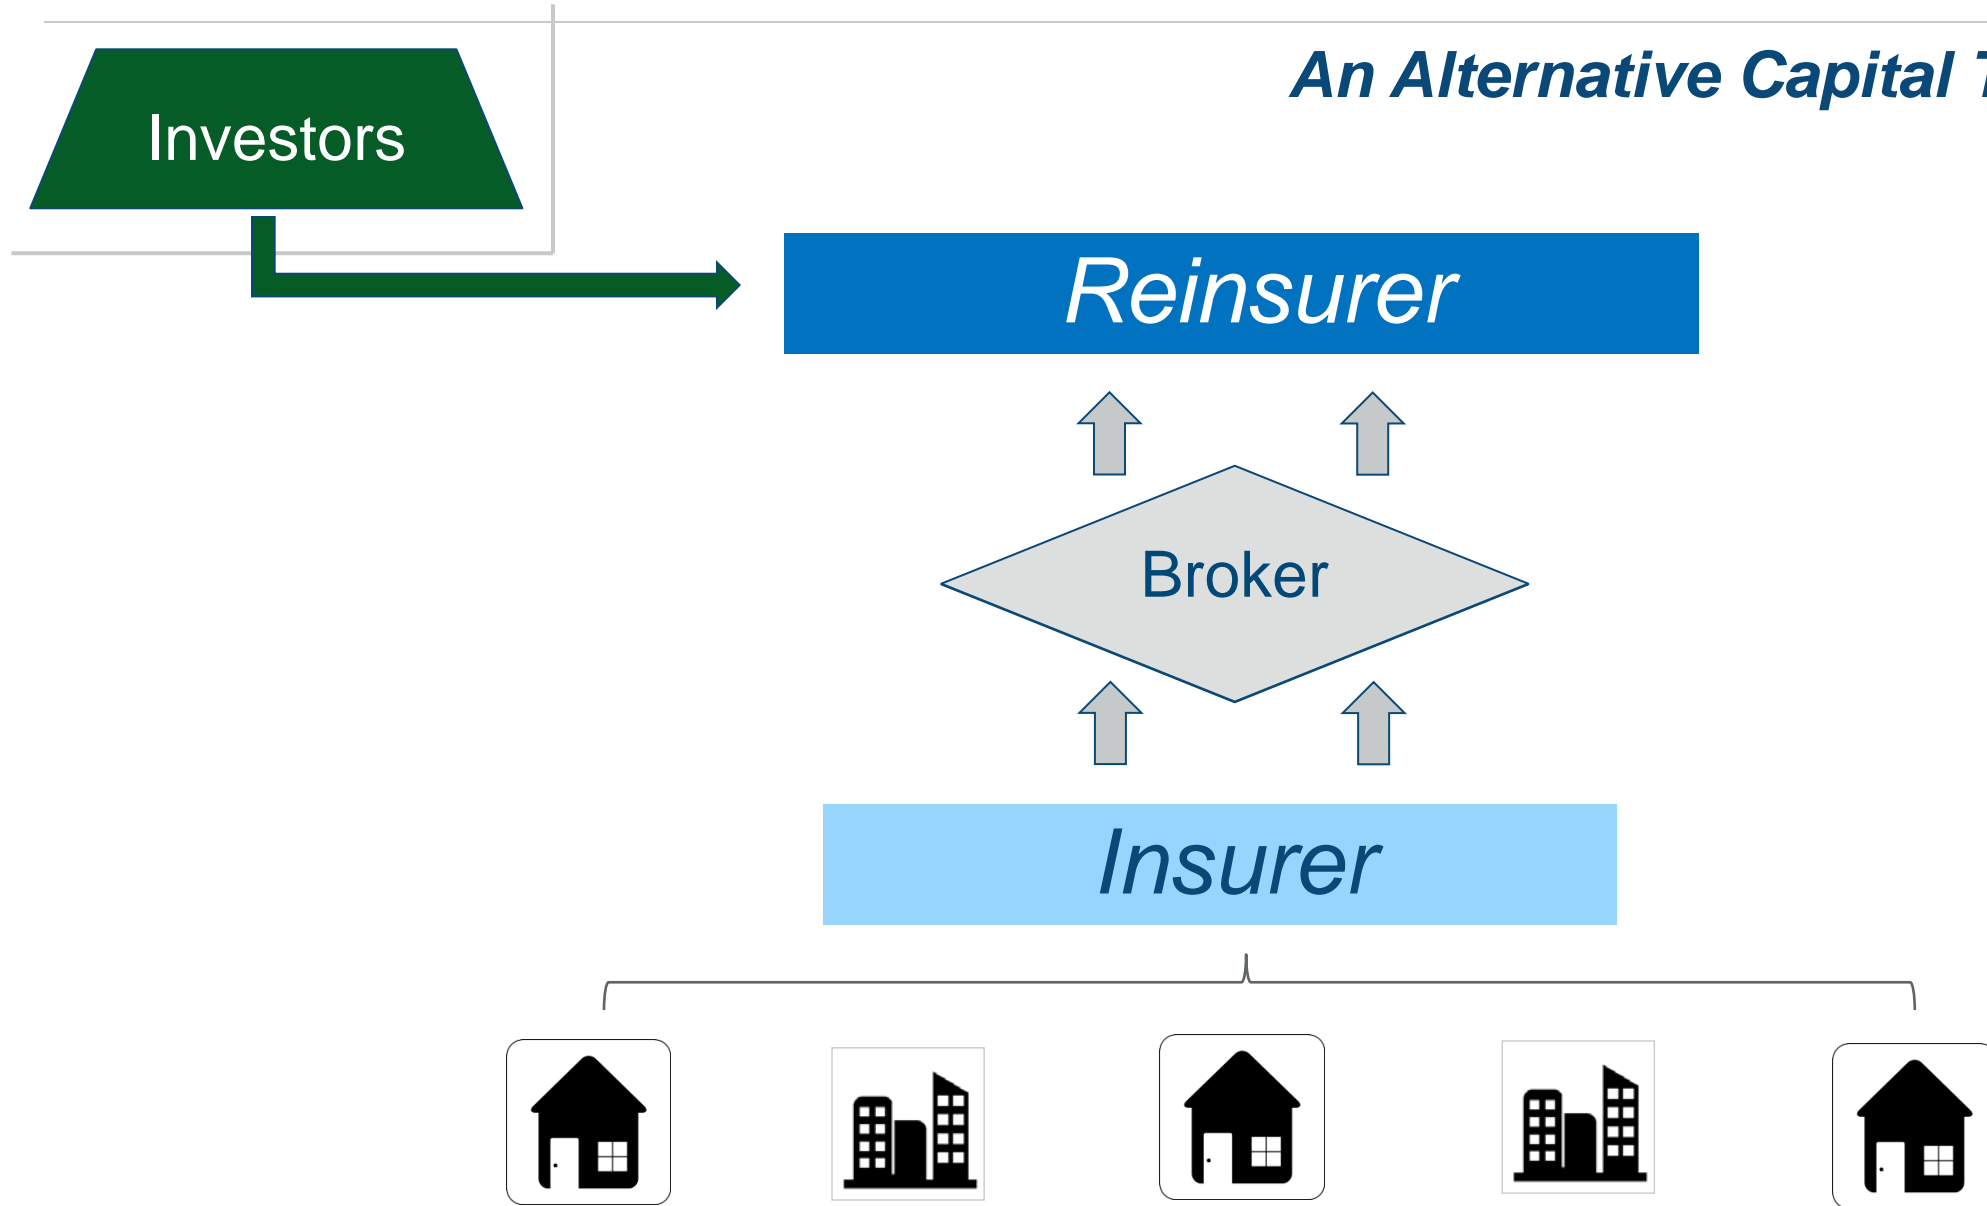 An Alternative Capital
Investors
Reinsurer
Broker
Insurer